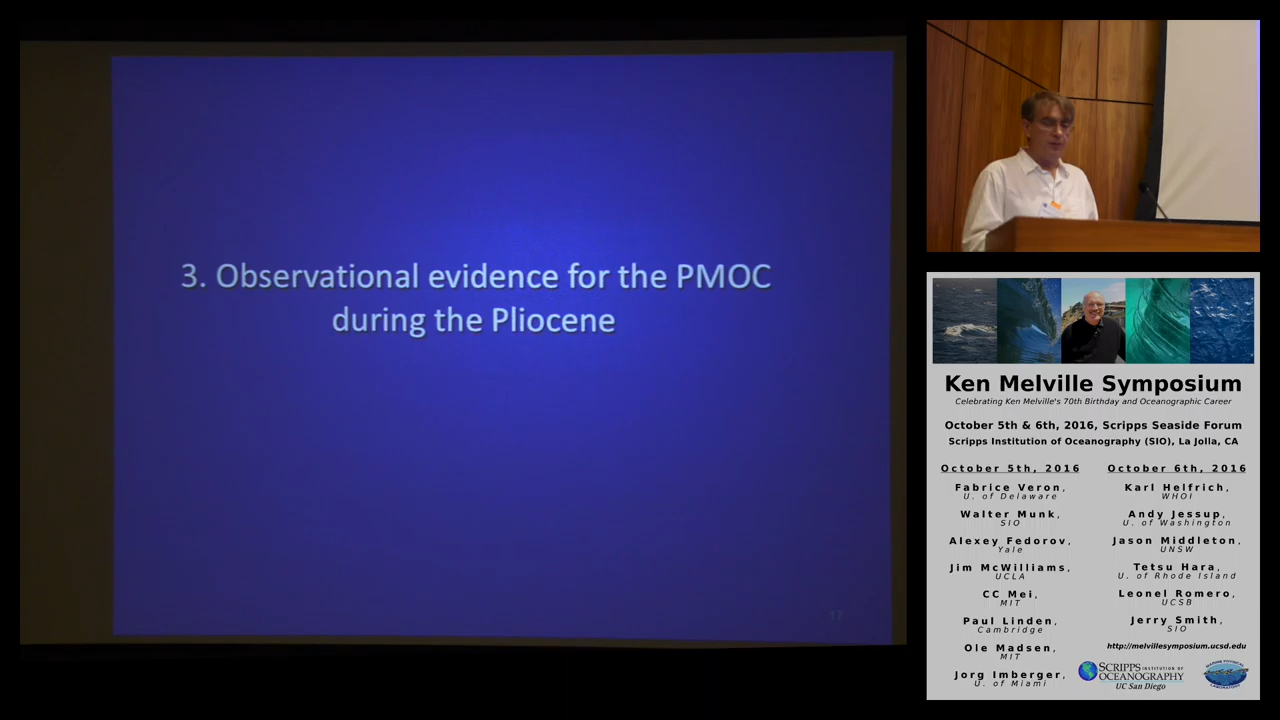 3. Observational evidence for the PMOC
during the Pliocene
17
Ken Melville Symposium
Celebrating Ken Melville's 70th Birthday and Oceanographic Career
October 5th & 6th, 2016, Scripps Seaside Forum
Scripps Institution of Oceanography (SIO), La Jolla, CA
October 5th, 2016
Fabrice Veron,
U. of Delaware
Walter Munk,
SIO
Alexey Fedorov,
Yale
Jim McWilliams,
UCLA
CC Mei,
MIT
Paul Linden,
Cambridge
Ole Madsen,
MIT
Jorg Imberger,
U. of Miami
October 6th, 2016
Karl Helfrich,
WHOI
Andy Jessup,
U. of Washington
Jason Middleton,
UNSW
Tetsu Hara,
U. of Rhode Island
Leonel Romero,
UCSB
Jerry Smith,
SIO
http://melvillesymposium.ucsd.edu
SCRIPPS INSTITUTION OF
OCEANOGRAPHY
UC San Diego